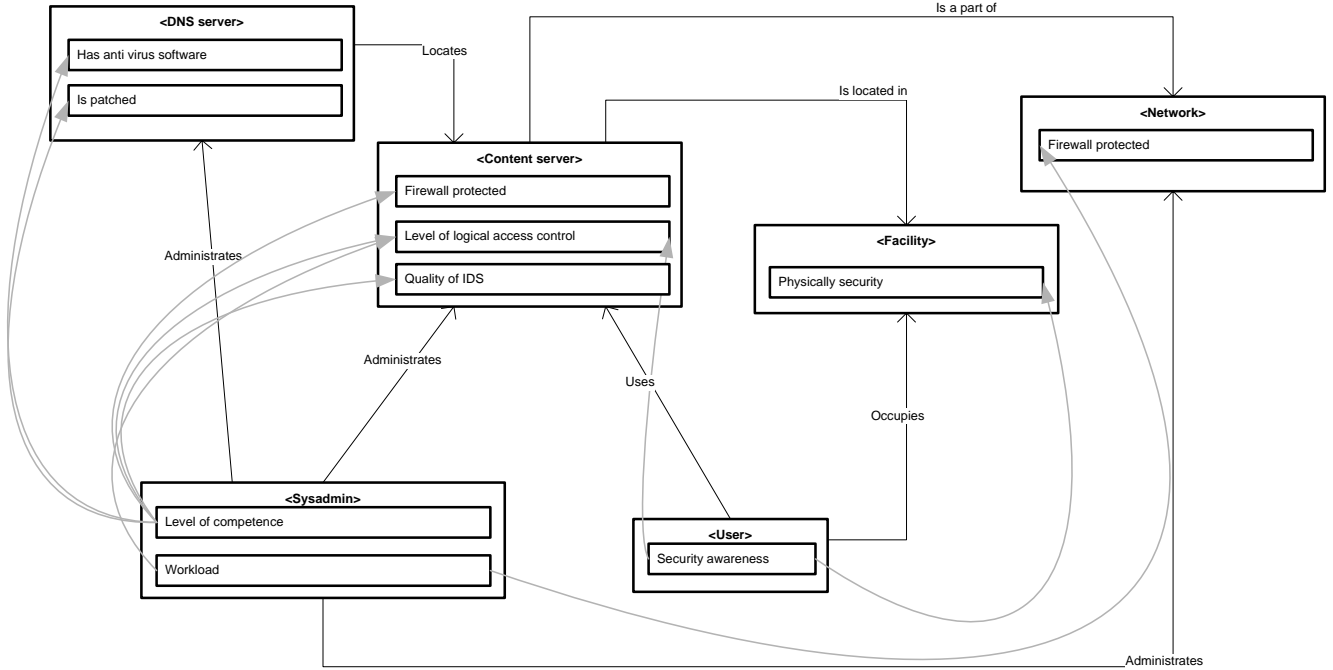 Is a part of
<DNS server>
Has anti virus software
Is patched
Locates
Is located in
<Network>
Firewall protected
<Content server>
Firewall protected
Level of logical access control
Quality of IDS
<Facility>
Physically security
Administrates
Administrates
Uses
Occupies
<Sysadmin>
Level of competence
Workload
<User>
Security awareness
Administrates